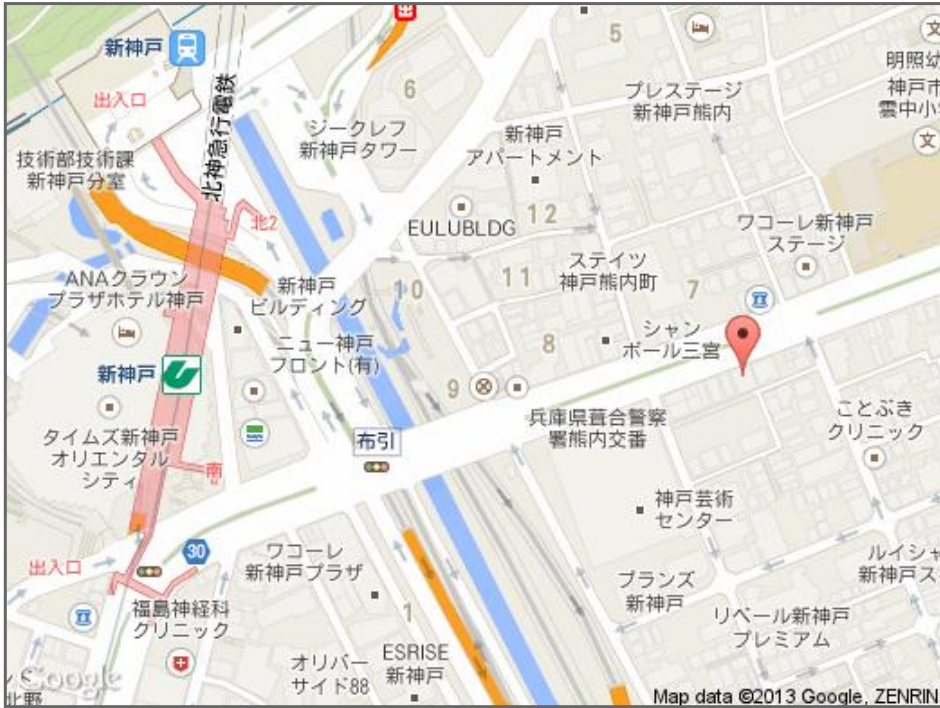 新神戸
出入口
北神急行電鉄
技術部技術課
新神戸分室
北2
ANAクラウン
プラザホテル神戸
新神戸
タイムズ新神戸
オリエンタル
シティ
南
出入口
30
福島神経科
クリニック
Google
北野
6
ジークレフ
新神戸タワー
5
プレステージ
新神戸熊内
新神戸
アパートメント
文
明照幼
神戸市
雲中小
文
EULUBLDG
12
11
10
新神戸
ビルディング
ニュー神戸
フロント(有)
ステイツ
神戸熊内町
7
ワコーレ新神戸
ステージ
8
シャン
ボール三宮
9
布引
兵庫県葺合警察
署熊内交番
ことぶき
クリニック
神戸芸術
センター
ブランズ
新神戸
ルイシャ
新神戸ス
リベール新神戸
プレミアム
ワコーレ
新神戸プラザ
1
オリバー
サイド88
ESRISE
新神戸
Map data ©2013 Google, ZENRIN